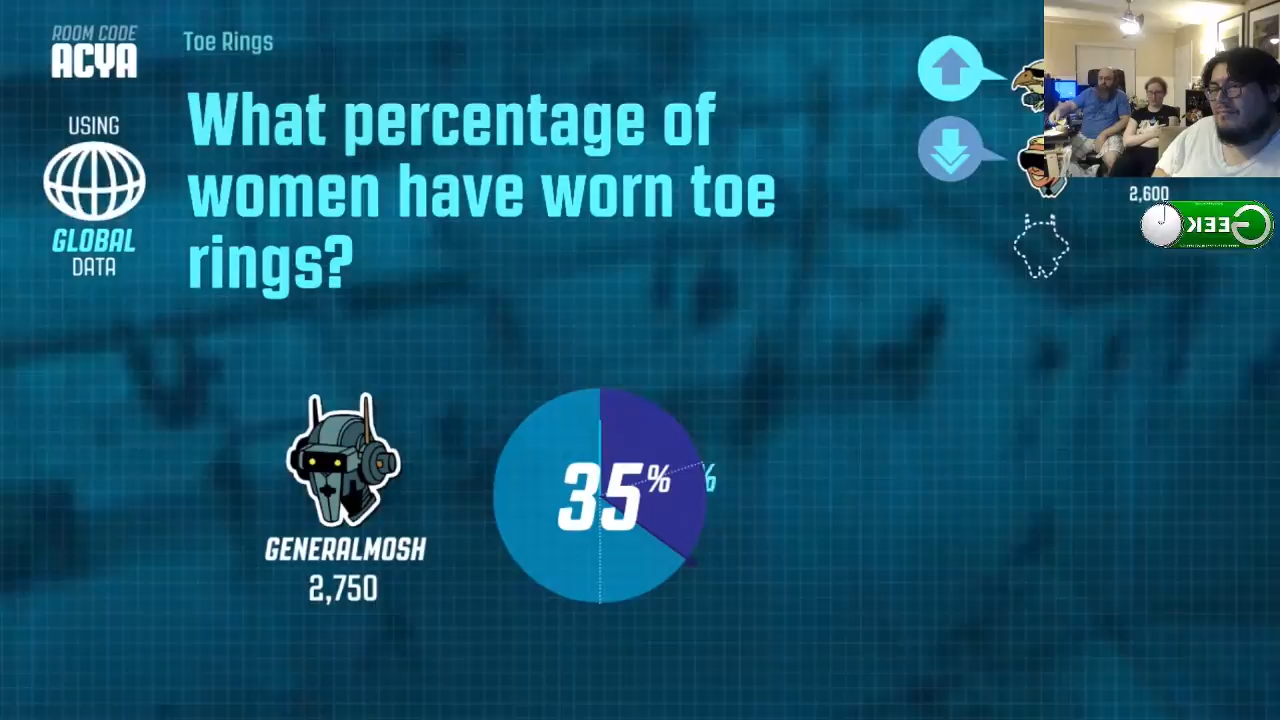 ROOM CODE
ACYA
Toe Rings
What percentage of
women have worn toe
rings?
USING
GLOBAL
DATA
2,600
GEEK
35%
%
GENERALMOSH
2,750